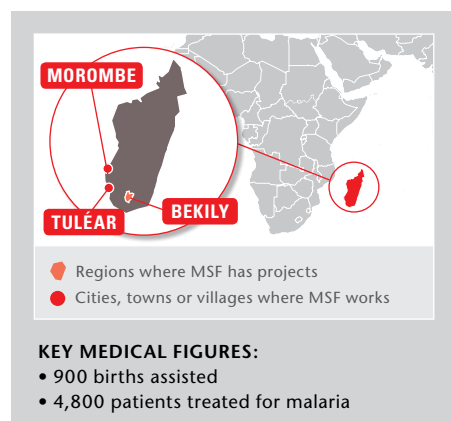 MOROMBE
TULÉAR
BEKILY
Regions where MSF has projects
Cities, towns or villages where MSF works
KEY MEDICAL FIGURES:
• 900 births assisted
• 4,800 patients treated for malaria